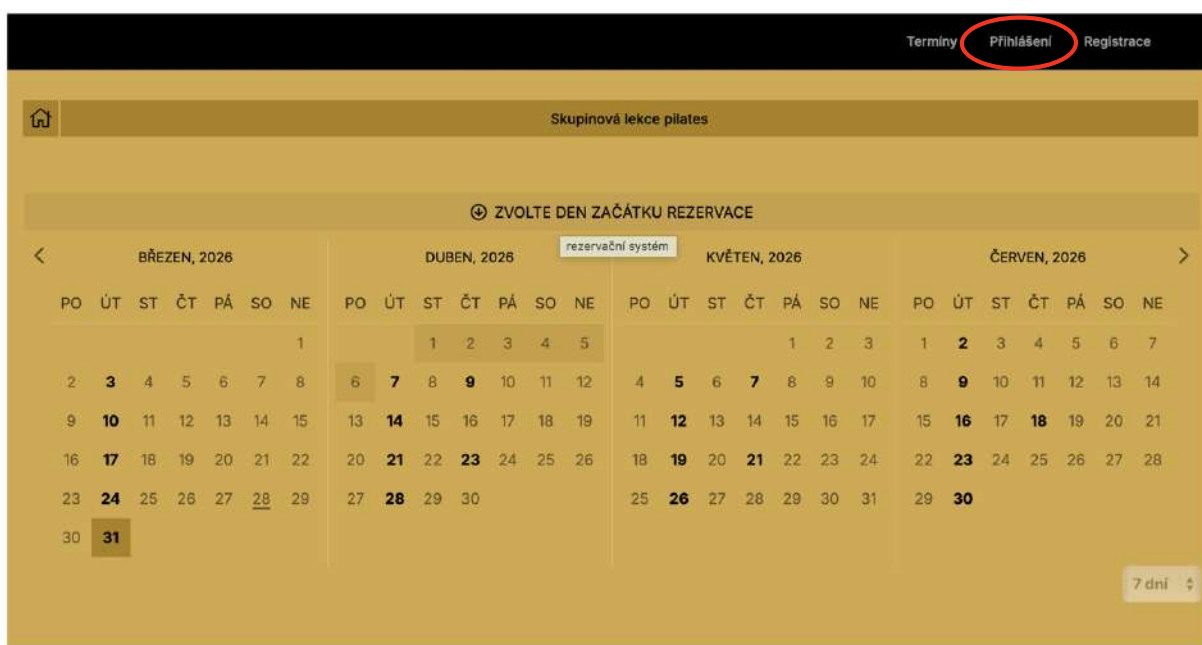 Termíny Přihlášení Registrace
Skupinová lekce pilates
ZVOLTE DEN ZAČÁTKU REZERVACE
rezervační systém
BŘEZEN, 2026 DUBEN, 2026 KVĚTEN, 2026 ČERVEN, 2026
PO ÚT ST ČT PÁ SO NE PO ÚT ST ČT PÁ SO NE PO ÚT ST ČT PÁ SO NE PO ÚT ST ČT PÁ SO NE
1 1 2 3 4 5 1 2 3 1 2 3 4 5 6 7
2 3 4 5 6 7 8 6 7 8 9 10 11 12 4 5 6 7 8 9 10 8 9 10 11 12 13 14
9 10 11 12 13 14 15 13 14 15 16 17 18 19 11 12 13 14 15 16 17 15 16 17 18 19 20 21
16 17 18 19 20 21 22 20 21 22 23 24 25 26 18 19 20 21 22 23 24 22 23 24 25 26 27 28
23 24 25 26 27 28 29 27 28 29 30 25 26 27 28 29 30 31 29 30
30 31
7 dní